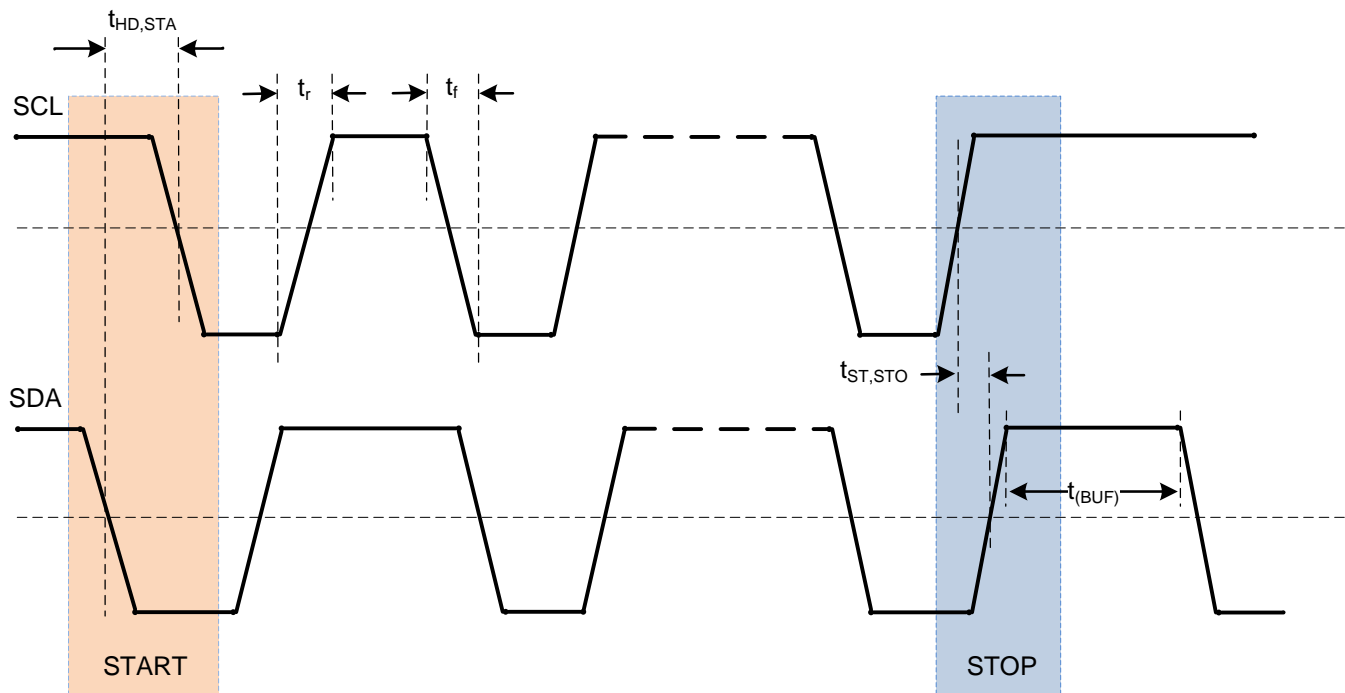 tHD,STA
tr
tf
SCL
tST,STO
SDA
t(BUF)
START
STOP